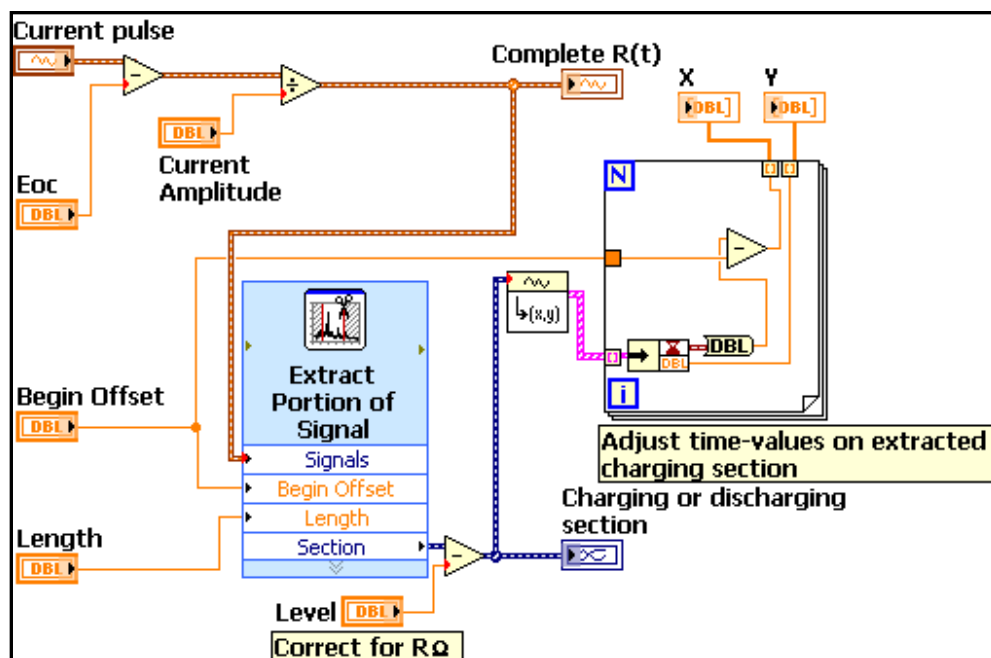 Current pulse
Complete R(t)
X
Y
DBL]
DBL]
÷
DBL
Current
Amplitude
Eoc
DBL
N
(x,y)
DBL
DBL
i
Extract
Portion of
Signal
Begin Offset
DBL
Signals
Begin Offset
Length
Section
Adjust time-values on extracted
charging section
Charging or discharging
section
Length
DBL
Level
DBL
Correct for RΩ